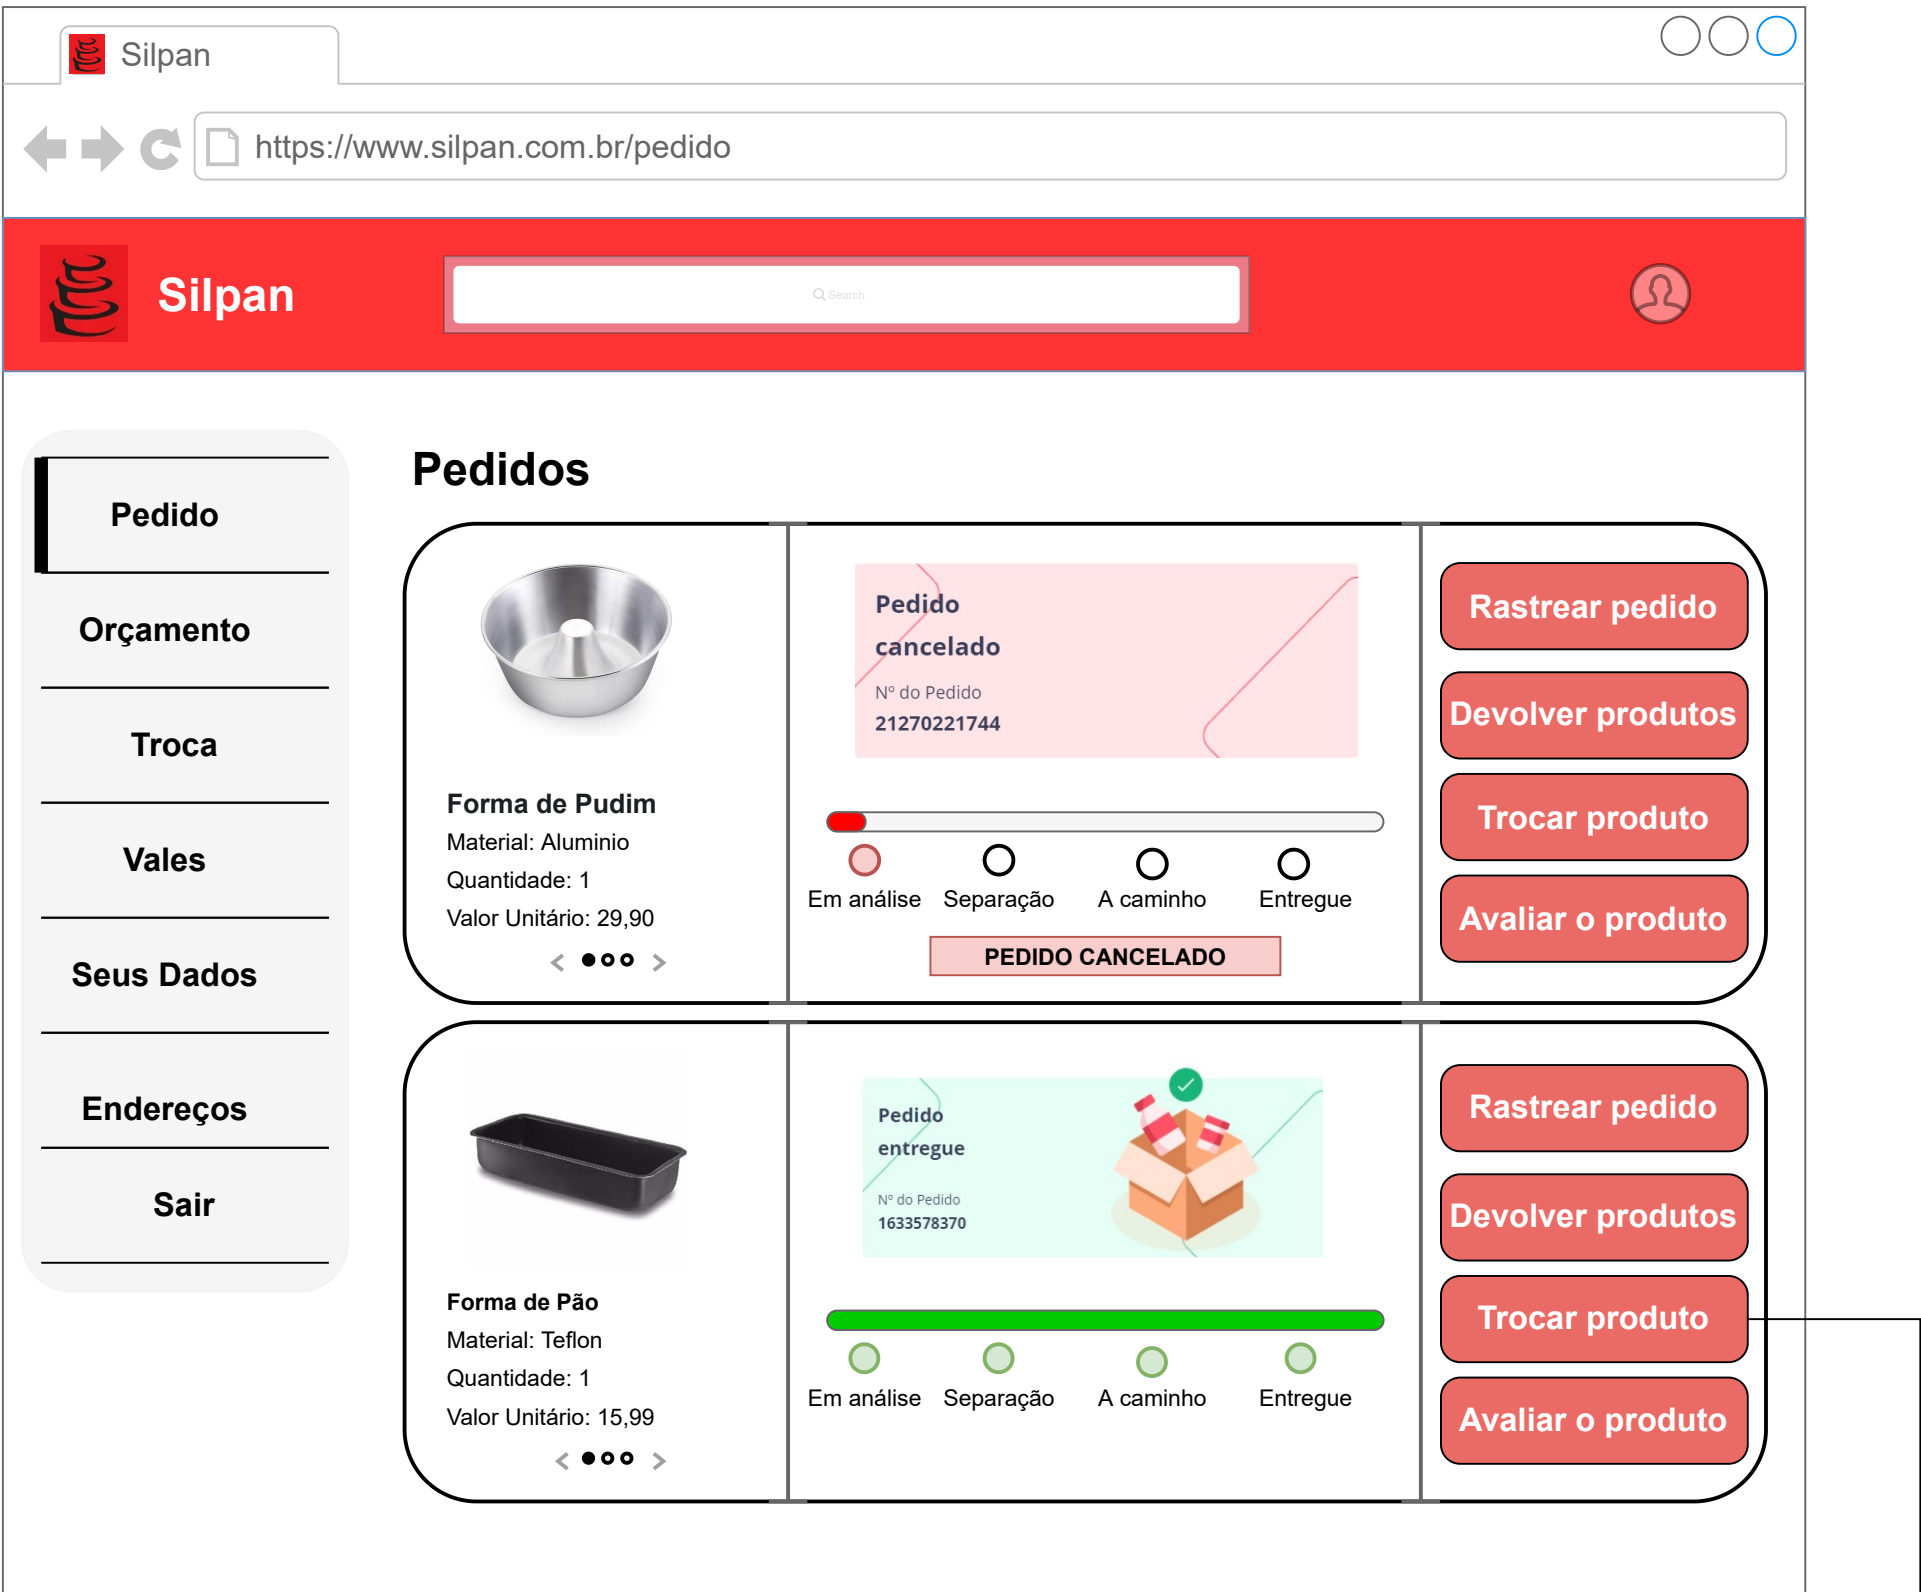 Silpan
https://www.silpan.com.br/pedido
Silpan
Search
Pedido
Orçamento
Troca
Vales
Seus Dados
Endereços
Sair
Pedidos
Forma de Pudim
Material: Aluminio
Quantidade: 1
Valor Unitário: 29,90
Pedido
cancelado
Nº do Pedido
21270221744
Em análise Separação A caminho Entregue
PEDIDO CANCELADO
Rastrear pedido
Devolver produtos
Trocar produto
Avaliar o produto
Forma de Pão
Material: Teflon
Quantidade: 1
Valor Unitário: 15,99
Pedido
entregue
Nº do Pedido
1633578370
Em análise Separação A caminho Entregue
Rastrear pedido
Devolver produtos
Trocar produto
Avaliar o produto